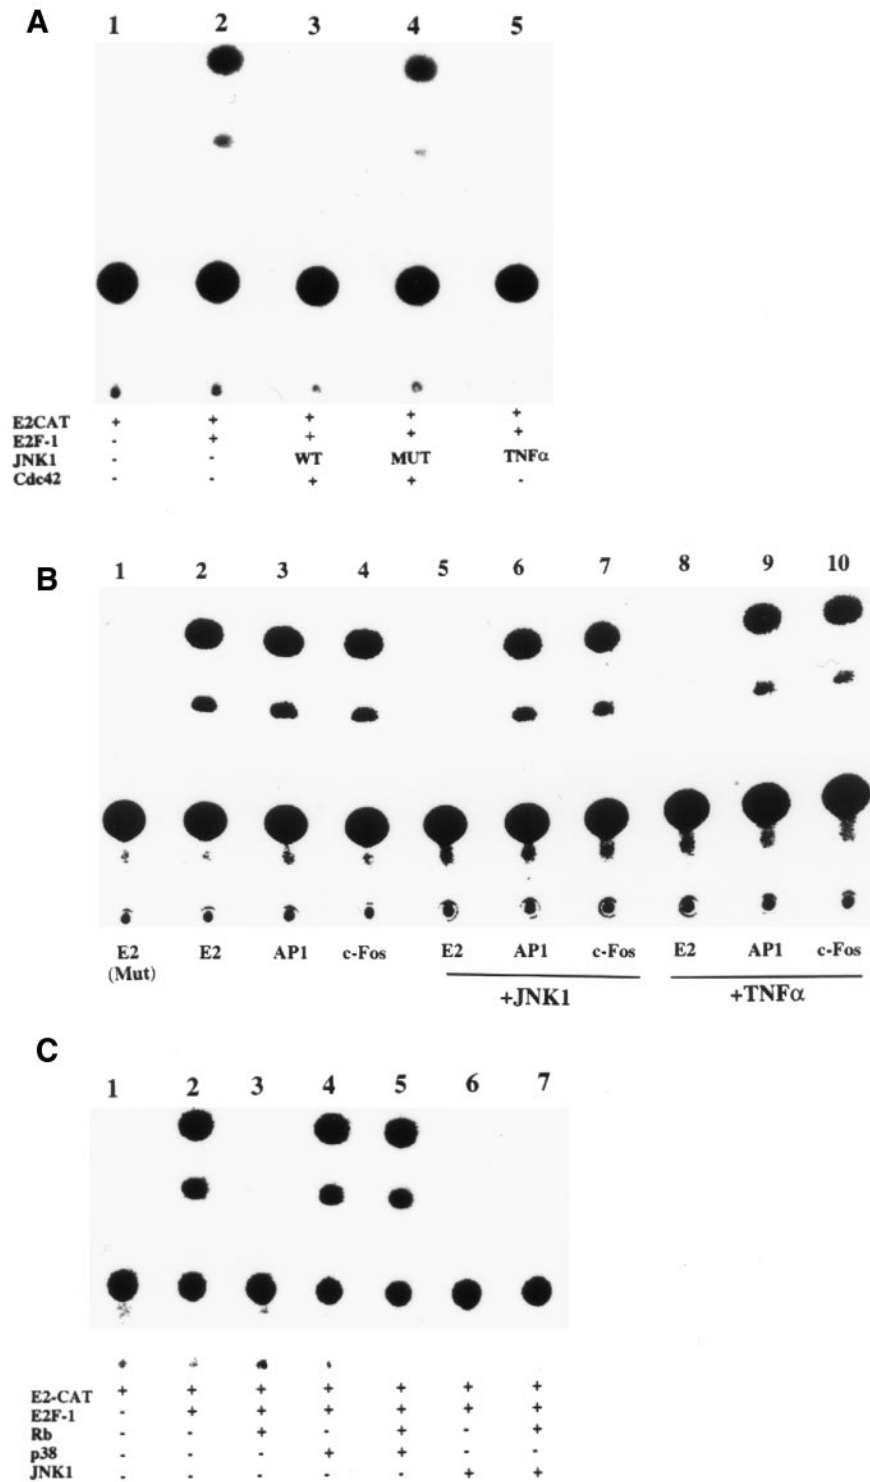 A
1 2 3 4 5
E2CAT + + + + +
E2F-1 - + + + +
JNK1 - - WT MUT TNFα
Cdc42 - - + + -
B
1 2 3 4 5 6 7 8 9 10
E2 E2 AP1 c-Fos E2 AP1 c-Fos E2 AP1 c-Fos
(Mut)
+JNK1 +TNFα
C
1 2 3 4 5 6 7
E2-CAT + + + + + + +
E2F-1 - + + + + + +
Rb - - + - + - +
p38 - - - + + - -
JNK1 - - - - - + +